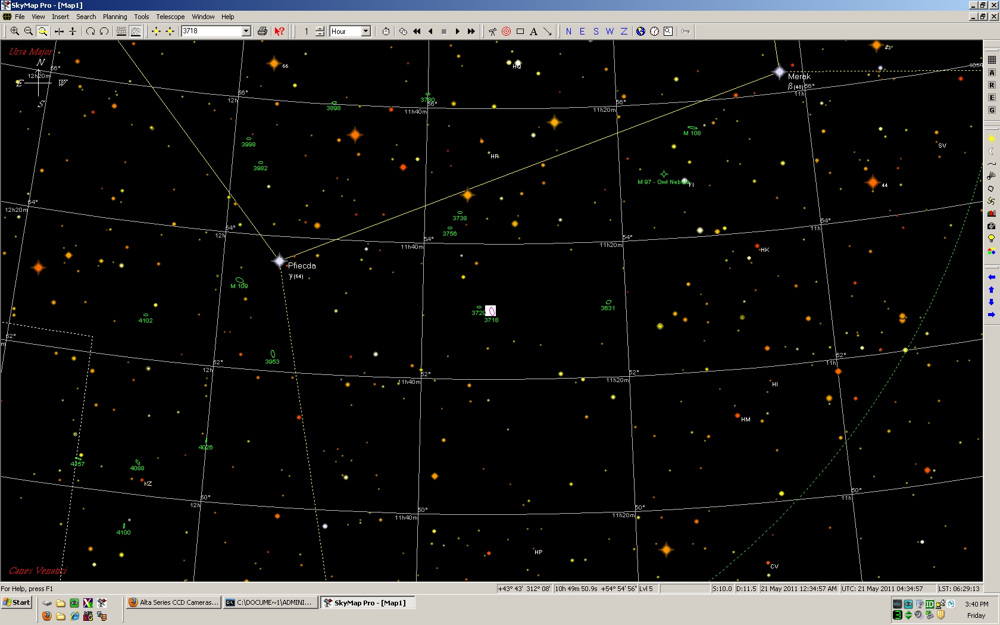 SkyMap Pro - [Map1]
File View Insert Search Planning Tools Telescope Window Help
3718 1 Hour A N E S W Z
Ursa Major
N
E W
S
56°
12h20m
66
HQ
43
10h4
Merak
β(48) 56°
11h
56°
12h
3898
3780
56°
11h40m
56°
11h20m
A
R
E
G
M 108
3998
SV
HR
3982
M 97 - Owl Nebula
FI
44
54°
12h20m
3738
54°
12h
3756
54°
11h40m
54°
11h20m
54°
11h
HK
Phecda
γ(64)
M 109
3729
3718
3631
4102
52°
m
52°
12h
3953
52°
11h40m
52°
11h20m
52°
11h
HI
HM
4026
4157
4088
HZ
50°
12h
50°
11h40m
50°
11h20m
50°
11h
4100
HP
CV
Canes Venatici
For Help, press F1 +43° 43' 312° 08' 10h 49m 50.9s +54° 54' 56" Lvl 5 S:10.0 D:11.5 21 May 2011 12:34:57 AM UTC: 21 May 2011 04:34:57 LST: 06:29:13
Start Alta Series CCD Cameras... C:\DOCUME~1\ADMINI... SkyMap Pro - [Map1] ID 3:40 PM
Friday